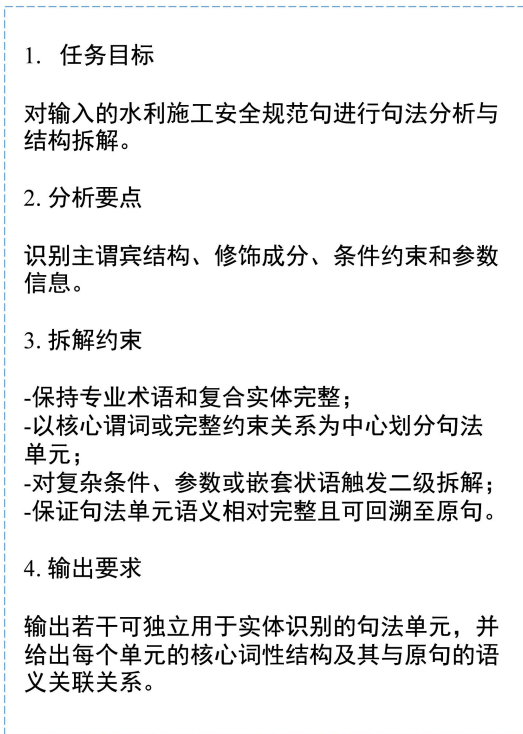 1. 任务目标
对输入的水利施工安全规范句进行句法分析与
结构拆解。
2. 分析要点
识别主谓宾结构、修饰成分、条件约束和参数
信息。
3. 拆解约束
-保持专业术语和复合实体完整；
-以核心谓词或完整约束关系为中心划分句法
单元；
-对复杂条件、参数或嵌套状语触发二级拆解；
-保证句法单元语义相对完整且可回溯至原句。
4. 输出要求
输出若干可独立用于实体识别的句法单元，并
给出每个单元的核心词性结构及其与原句的语
义关联关系。